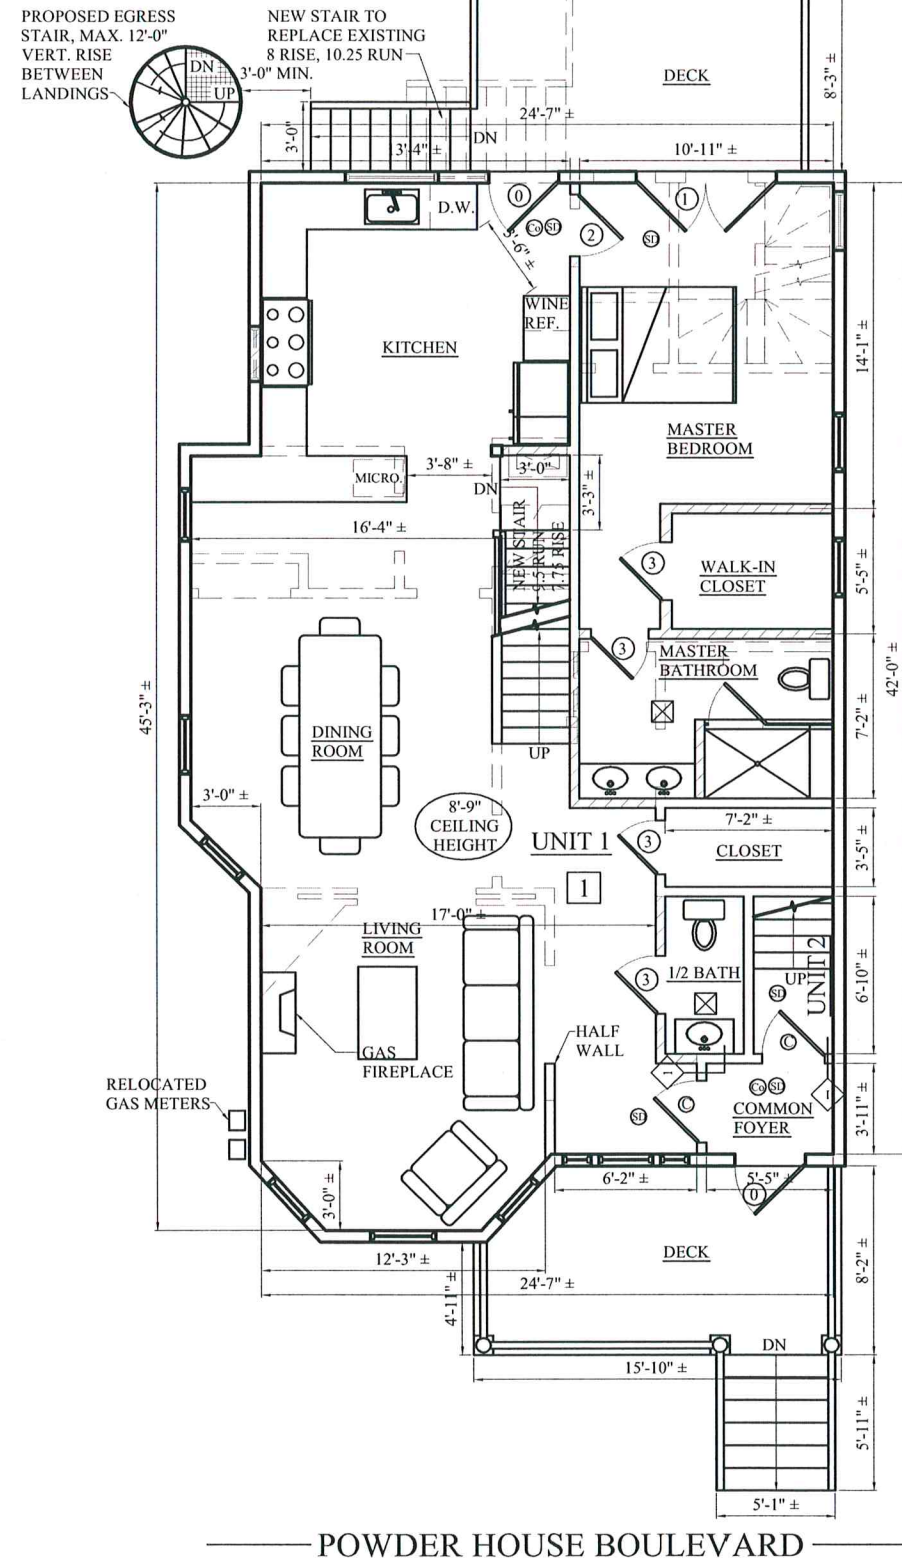 PROPOSED EGRESS
STAIR, MAX. 12'-0"
VERT. RISE
BETWEEN
LANDINGS
DN
UP
3'-0" MIN.
NEW STAIR TO
REPLACE EXISTING
8 RISE, 10.25 RUN
DECK
8'-3" ±
24'-7" ±
3'-0"
DN
13'-4" ±
10'-11" ±
0
1
D.W.
Co
SD
2
SD
3'-6" ±
WINE
REF.
KITCHEN
14'-1" ±
MASTER
BEDROOM
MICRO.
3'-8" ±
3'-0"
DN
3'-3" ±
16'-4" ±
NEW STAIR
9.5 RUN
7.75 RISE
3
WALK-IN
CLOSET
5'-5" ±
3
MASTER
BATHROOM
42'-0" ±
45'-3" ±
7'-2" ±
DINING
ROOM
UP
3'-0" ±
8'-9"
CEILING
HEIGHT
UNIT 1
3
7'-2" ±
CLOSET
3'-5" ±
1
17'-0" ±
LIVING
ROOM
1/2 BATH
3
UP
UNIT 2
6'-10" ±
SD
GAS
FIREPLACE
HALF
WALL
C
RELOCATED
GAS METERS
1
Co
SD
1
SD
C
COMMON
FOYER
3'-11" ±
3'-0" ±
6'-2" ±
5'-5" ±
0
12'-3" ±
DECK
8'-2" ±
4'-11" ±
24'-7" ±
DN
15'-10" ±
5'-11" ±
5'-1" ±
POWDER HOUSE BOULEVARD